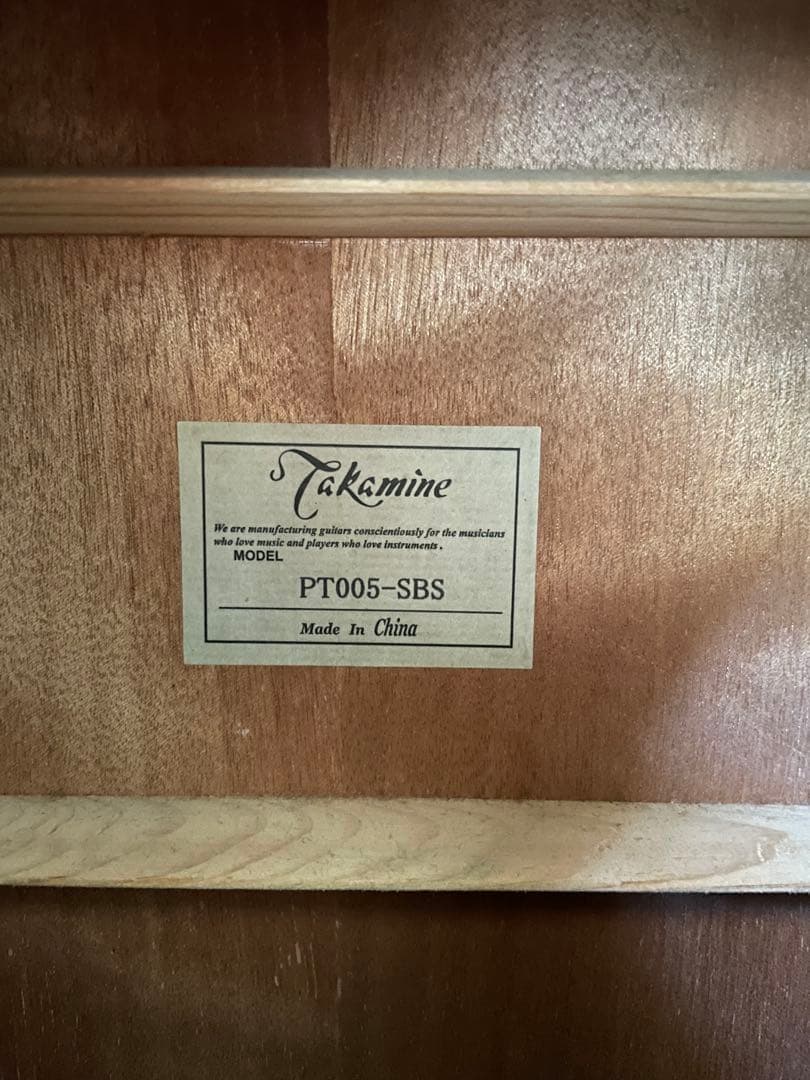 Takamine
We are manufacturing guitars conscientiously for the musicians
who love music and players who love instruments.
MODEL
PT005-SBS
Made In China